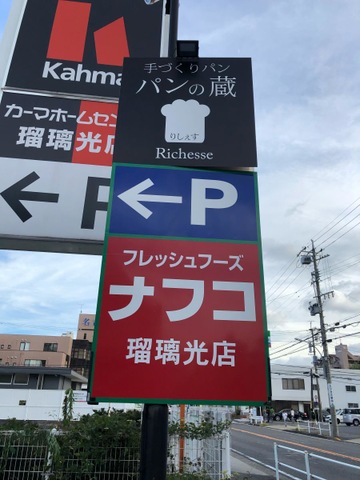 Kahma
カーマホームセン
瑠璃光店
P
手づくりパン
パンの蔵
りしぇす
Richesse
P
フレッシュフーズ
ナフコ
瑠璃光店